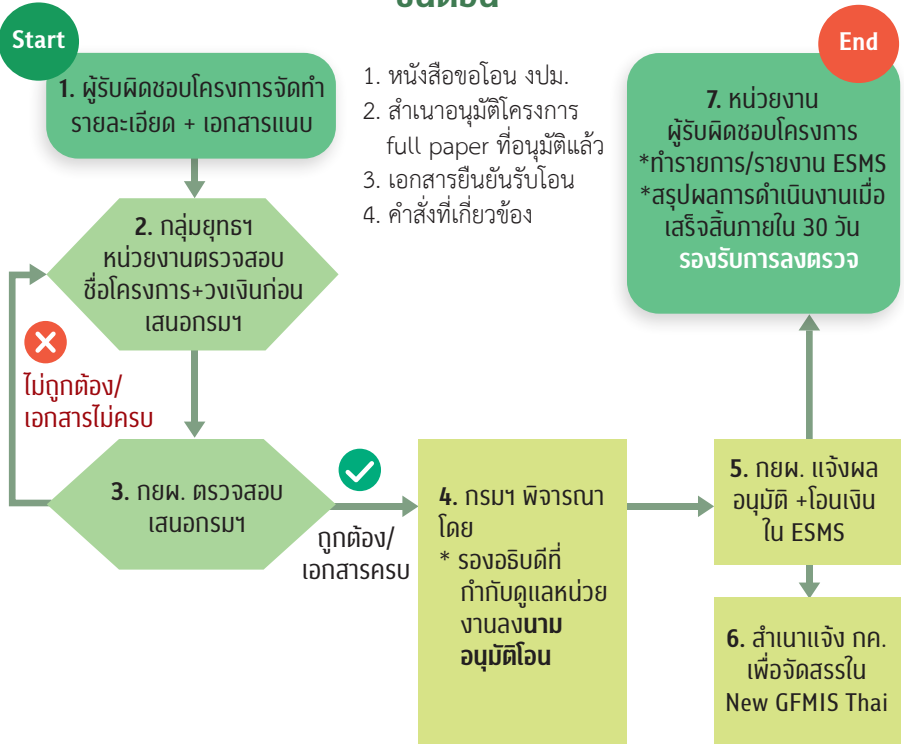 Start
1. ผู้รับผิดชอบโครงการจัดทำ
รายละเอียด + เอกสารแนบ
1. หนังสือขอโอน งปม.
2. สำเนาอนุมัติโครงการ
full paper ที่อนุมัติแล้ว
3. เอกสารยืนยันรับโอน
4. คำสั่งที่เกี่ยวข้อง
2. กลุ่มยุทธฯ
หน่วยงานตรวจสอบ
ชื่อโครงการ+วงเงินก่อน
เสนอกรมฯ
ไม่ถูกต้อง/
เอกสารไม่ครบ
3. กยผ. ตรวจสอบ
เสนอกรมฯ
ถูกต้อง/
เอกสารครบ
4. กรมฯ พิจารณา
โดย
* รองอธิบดีที่
กำกับดูแลหน่วย
งานลงนาม
อนุมัติโอน
5. กยผ. แจ้งผล
อนุมัติ +โอนเงิน
ใน ESMS
6. สำเนาแจ้ง กค.
เพื่อจัดสรรใน
New GFMIS Thai
End
7. หน่วยงาน
ผู้รับผิดชอบโครงการ
*ทำรายการ/รายงาน ESMS
*สรุปผลการดำเนินงานเมื่อ
เสร็จสิ้นภายใน 30 วัน
รองรับการลงตรวจ